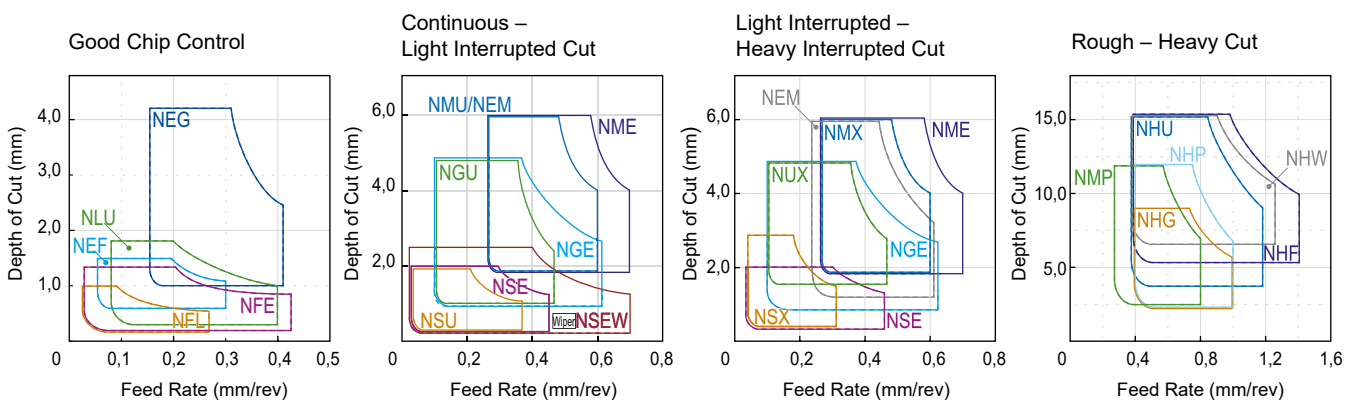 Good Chip Control
Depth of Cut (mm)
4,0
3,0
2,0
1,0
0
0,1
0,2
0,3
0,4
0,5
Feed Rate (mm/rev)
NEG
NLU
NEF
NFE
NFL
Continuous –
Light Interrupted Cut
Depth of Cut (mm)
6,0
4,0
2,0
0
0,2
0,4
0,6
0,8
Feed Rate (mm/rev)
NMU/NEM
NME
NGU
NGE
NSE
NSU
Wiper NSEW
Light Interrupted –
Heavy Interrupted Cut
Depth of Cut (mm)
6,0
4,0
2,0
0
0,2
0,4
0,6
0,8
Feed Rate (mm/rev)
NEM
NMX
NME
NUX
NGE
NSX
NSE
Rough – Heavy Cut
Depth of Cut (mm)
15,0
10,0
5,0
0
0,4
0,8
1,2
1,6
Feed Rate (mm/rev)
NHU
NHP
NHW
NMP
NHG
NHF